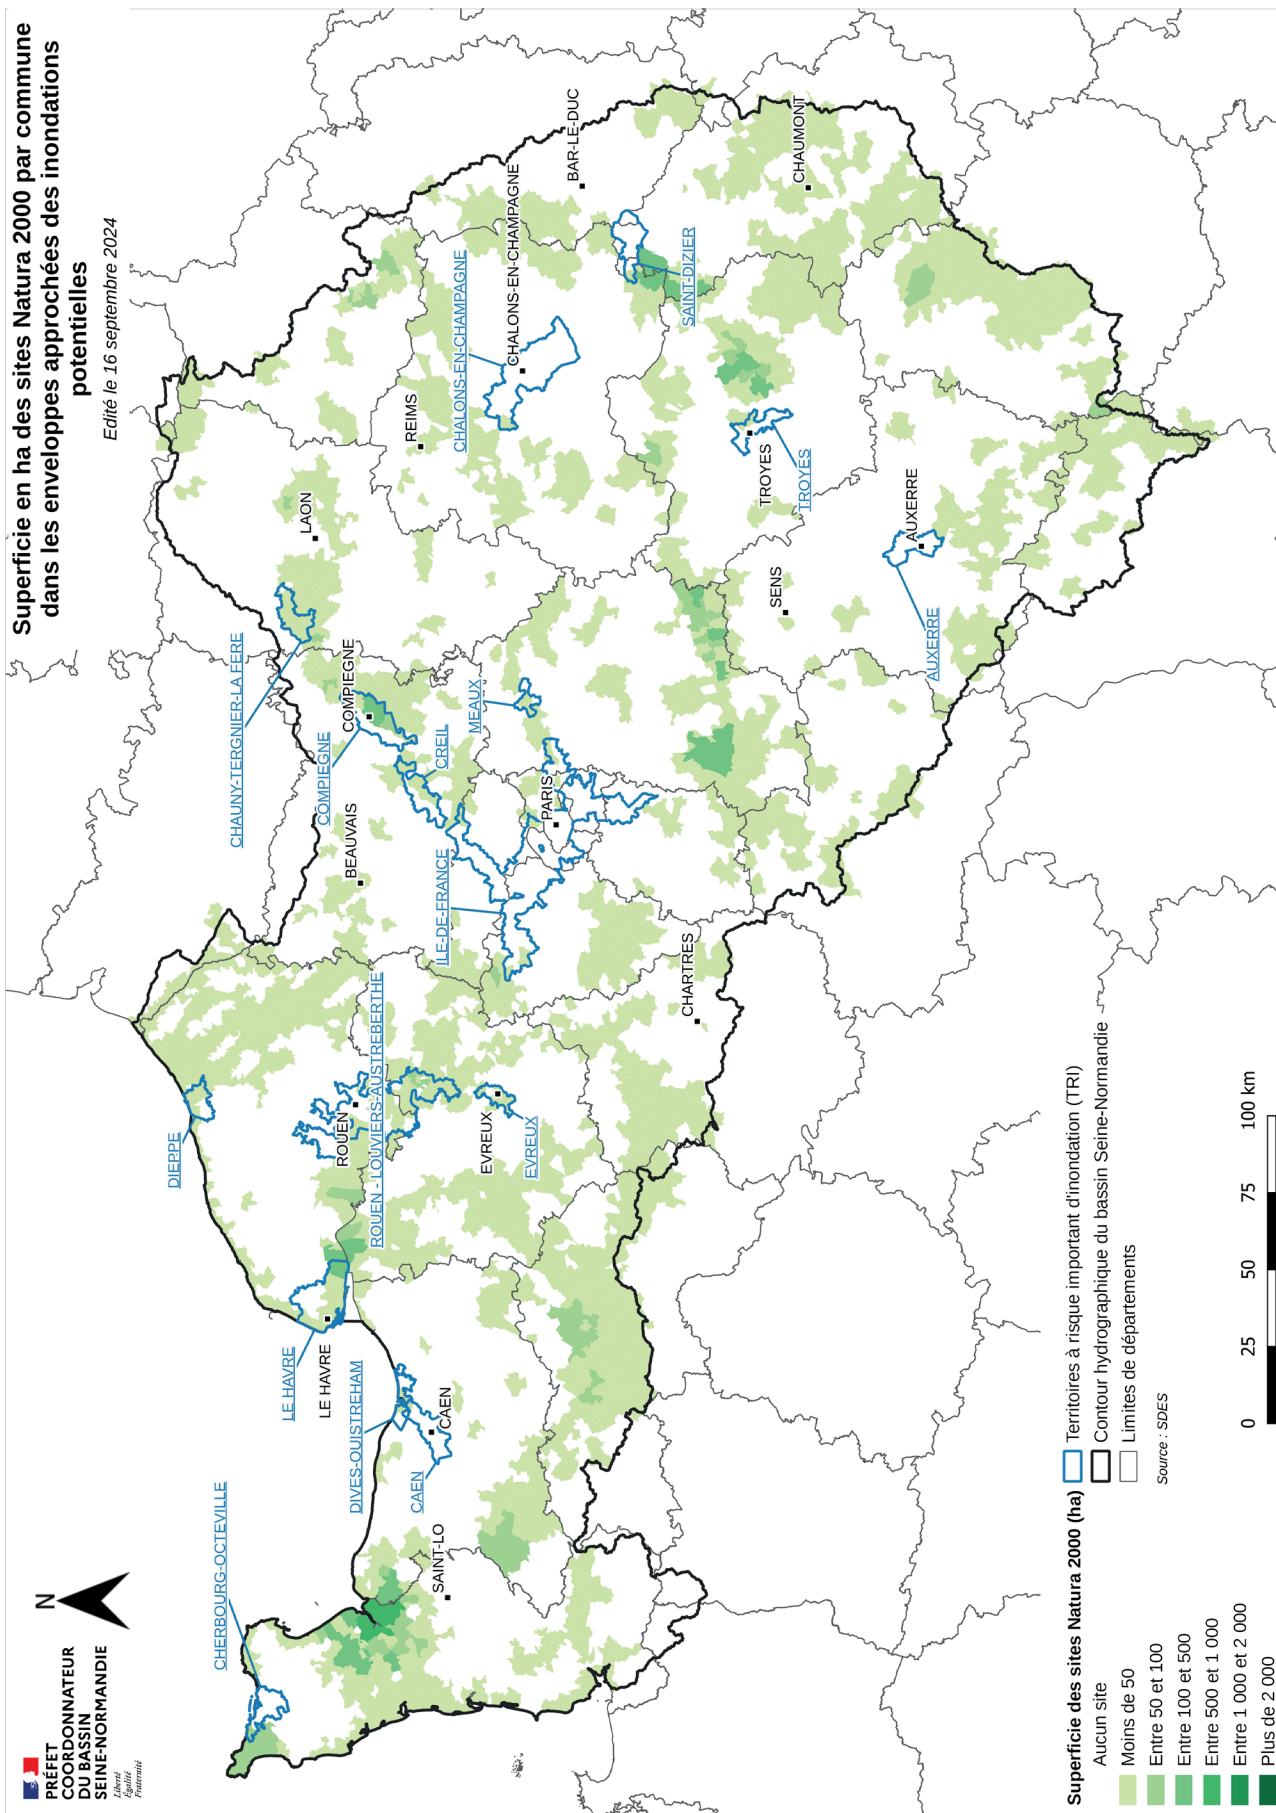 Superficie en ha des sites Natura 2000 par commune
dans les enveloppes approchées des inondations
potentielles
Edité le 16 septembre 2024
PRÉFET
COORDONNATEUR
DU BASSIN
SEINE-NORMANDIE
Liberté
Égalité
Fraternité
N
CHERBOURG-OCTEVILLE
SAINT-LO
DIVES-OUISTREHAM
CAEN
CAEN
LE HAVRE
LE HAVRE
DIEPPE
ROUEN
ROUEN - LOUVIERS-AUSTREBERTHE
EVREUX
EVREUX
CHARTRES
BEAUVAIS
ILE-DE-FRANCE
PARIS
CREIL
MEAUX
COMPIEGNE
COMPIEGNE
CHAUNY-TERGNIER-LA FERE
LAON
REIMS
CHALONS-EN-CHAMPAGNE
CHALONS-EN-CHAMPAGNE
BAR-LE-DUC
SAINT-DIZIER
CHAUMONT
TROYES
TROYES
SENS
AUXERRE
AUXERRE
Superficie des sites Natura 2000 (ha)
Aucun site
Moins de 50
Entre 50 et 100
Entre 100 et 500
Entre 500 et 1 000
Entre 1 000 et 2 000
Plus de 2 000
Territoires à risque important d'inondation (TRI)
Contour hydrographique du bassin Seine-Normandie
Limites de départements
Source : SDES
0 25 50 75 100 km